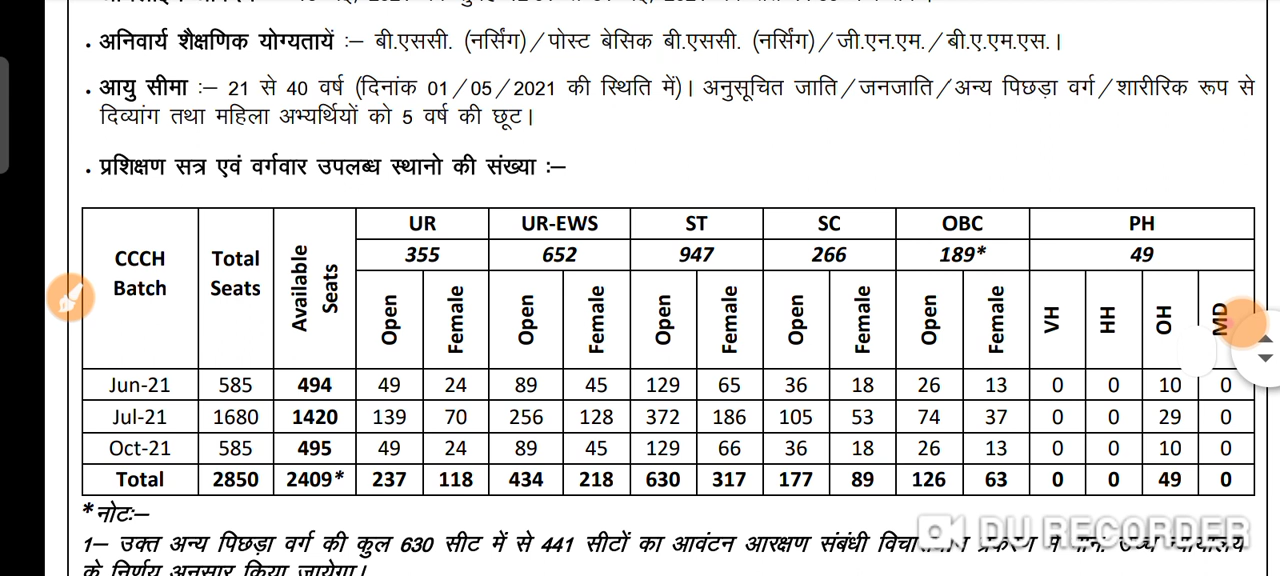 . अनिवार्य शैक्षणिक योग्यतायें :– बी.एससी. (नर्सिंग)/पोस्ट बेसिक बी.एससी. (नर्सिंग)/जी.एन.एम./बी.ए.एम.एस.।
. आयु सीमा :– 21 से 40 वर्ष (दिनांक 01/05/2021 की स्थिति में)। अनुसूचित जाति/जनजाति/अन्य पिछड़ा वर्ग/शारीरिक रूप से
दिव्यांग तथा महिला अभ्यर्थियों को 5 वर्ष की छूट।
. प्रशिक्षण सत्र एवं वर्गवार उपलब्ध स्थानो की संख्या :–
CCCH Batch Total Seats Available Seats UR UR-EWS ST SC OBC PH
355 652 947 266 189* 49
Open Female Open Female Open Female Open Female Open Female VH HH OH MD
Jun-21 585 494 49 24 89 45 129 65 36 18 26 13 0 0 10 0
Jul-21 1680 1420 139 70 256 128 372 186 105 53 74 37 0 0 29 0
Oct-21 585 495 49 24 89 45 129 66 36 18 26 13 0 0 10 0
Total 2850 2409* 237 118 434 218 630 317 177 89 126 63 0 0 49 0
*नोटः–
1– उक्त अन्य पिछड़ा वर्ग की कुल 630 सीट में से 441 सीटों का आवंटन आरक्षण संबंधी
के निर्णय अनुसार किया जायेगा।
DU RECORDER